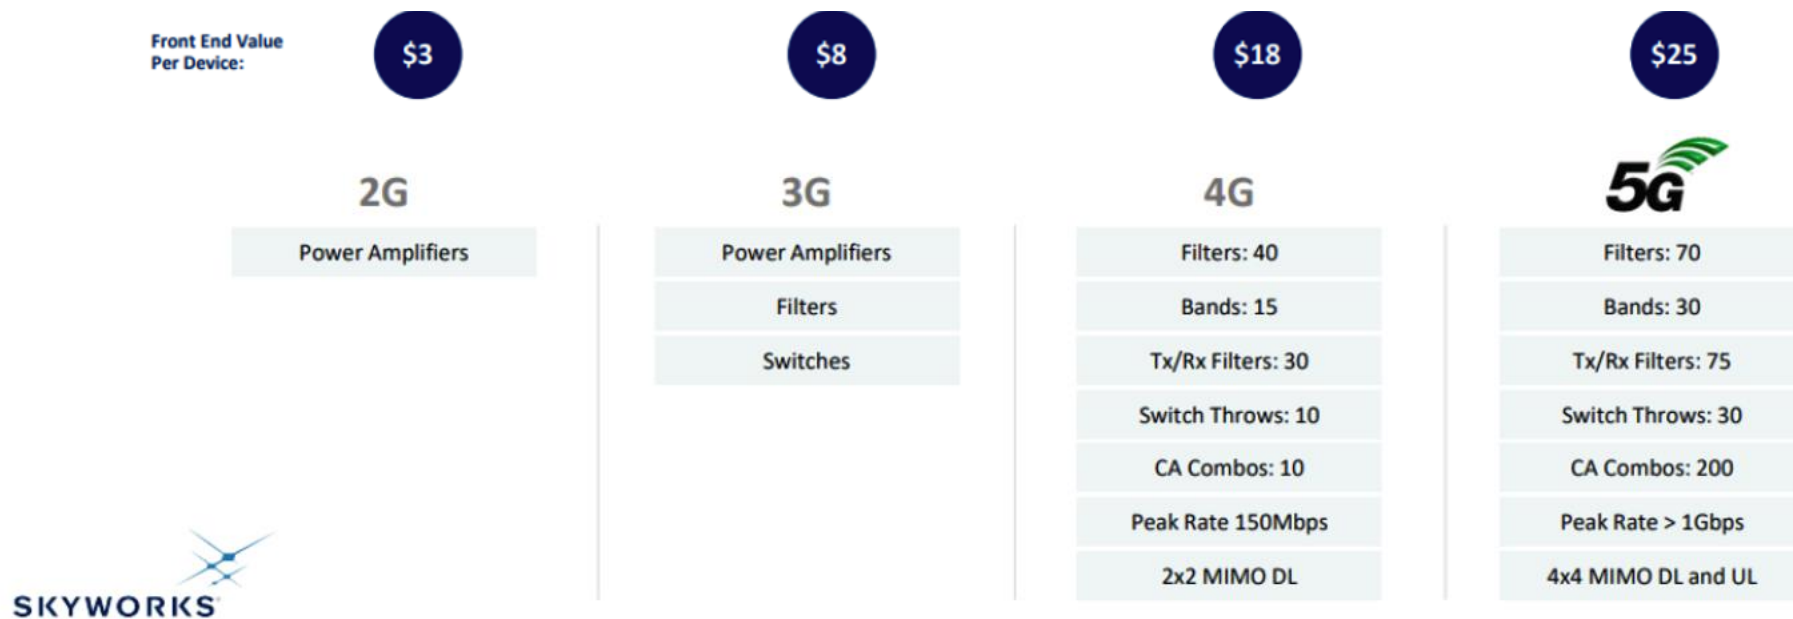 Front End Value
Per Device:
$3
$8
$18
$25
2G
3G
4G
5G
Power Amplifiers
Power Amplifiers
Filters
Switches
Filters: 40
Bands: 15
Tx/Rx Filters: 30
Switch Throws: 10
CA Combos: 10
Peak Rate 150Mbps
2x2 MIMO DL
Filters: 70
Bands: 30
Tx/Rx Filters: 75
Switch Throws: 30
CA Combos: 200
Peak Rate > 1Gbps
4x4 MIMO DL and UL
SKYWORKS